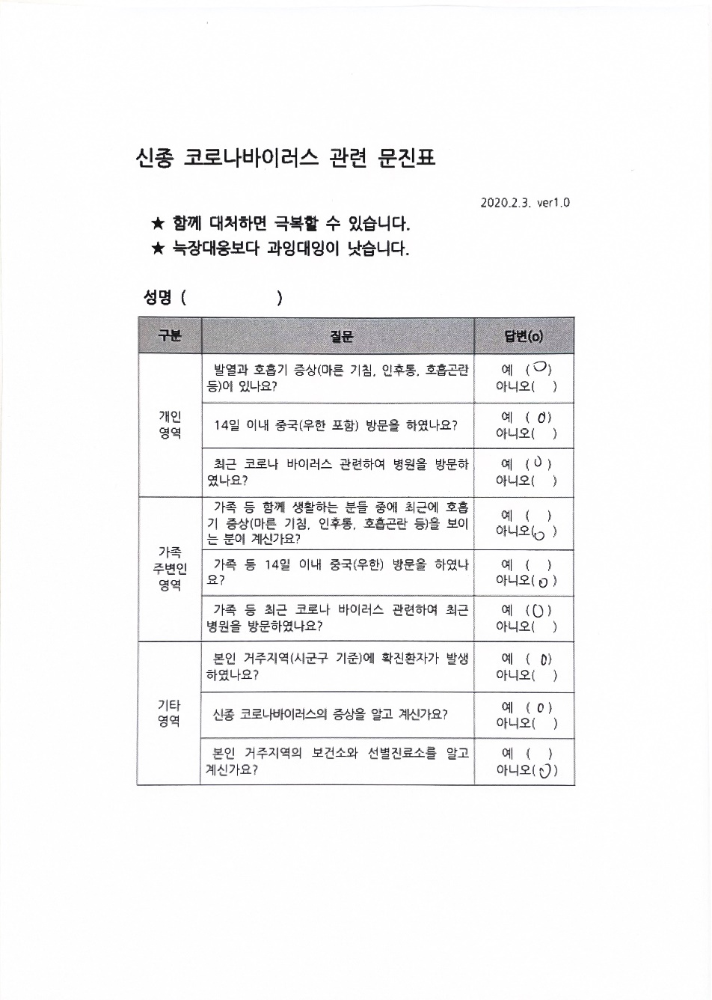 신종 코로나바이러스 관련 문진표
2020.2.3. ver1.0
★ 함께 대처하면 극복할 수 있습니다.
★ 늑장대응보다 과잉대잉이 낫습니다.
성명 ( )
구분 질문 답변(o)
개인
영역
발열과 호흡기 증상(마른 기침, 인후통, 호흡곤란
등)이 있나요?
예 (O)
아니오( )
14일 이내 중국(우한 포함) 방문을 하였나요?
예 ( O)
아니오( )
최근 코로나 바이러스 관련하여 병원을 방문하
였나요?
예 (O )
아니오( )
가족
주변인
영역
가족 등 함께 생활하는 분들 중에 최근에 호흡
기 증상(마른 기침, 인후통, 호흡곤란 등)을 보이
는 분이 계신가요?
예 ( )
아니오(O )
가족 등 14일 이내 중국(우한) 방문을 하였나
요?
예 ( )
아니오( O )
가족 등 최근 코로나 바이러스 관련하여 최근
병원을 방문하였나요?
예 (O )
아니오( )
기타
영역
본인 거주지역(시군구 기준)에 확진환자가 발생
하였나요?
예 ( O)
아니오( )
신종 코로나바이러스의 증상을 알고 계신가요?
예 ( O )
아니오( )
본인 거주지역의 보건소와 선별진료소를 알고
계신가요?
예 ( )
아니오( O )